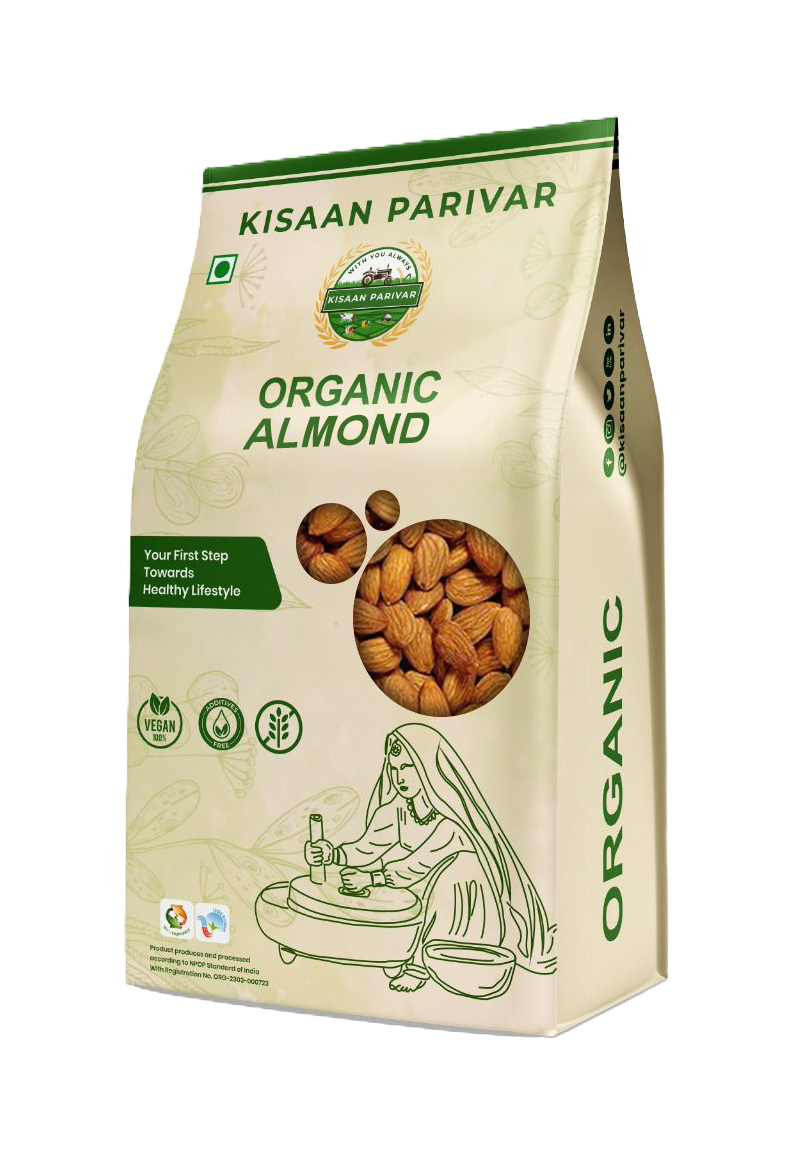 KISAAN PARIVAR
WITH YOU ALWAYS
KISAAN PARIVAR
ORGANIC
ALMOND
Your First Step
Towards
Healthy Lifestyle
VEGAN
100%
ADDITIVES
FREE
Product produces and processed
according to NPOP Standard of India
With Registration No. ORG-2303-000723
@kisaanparivar
ORGANIC